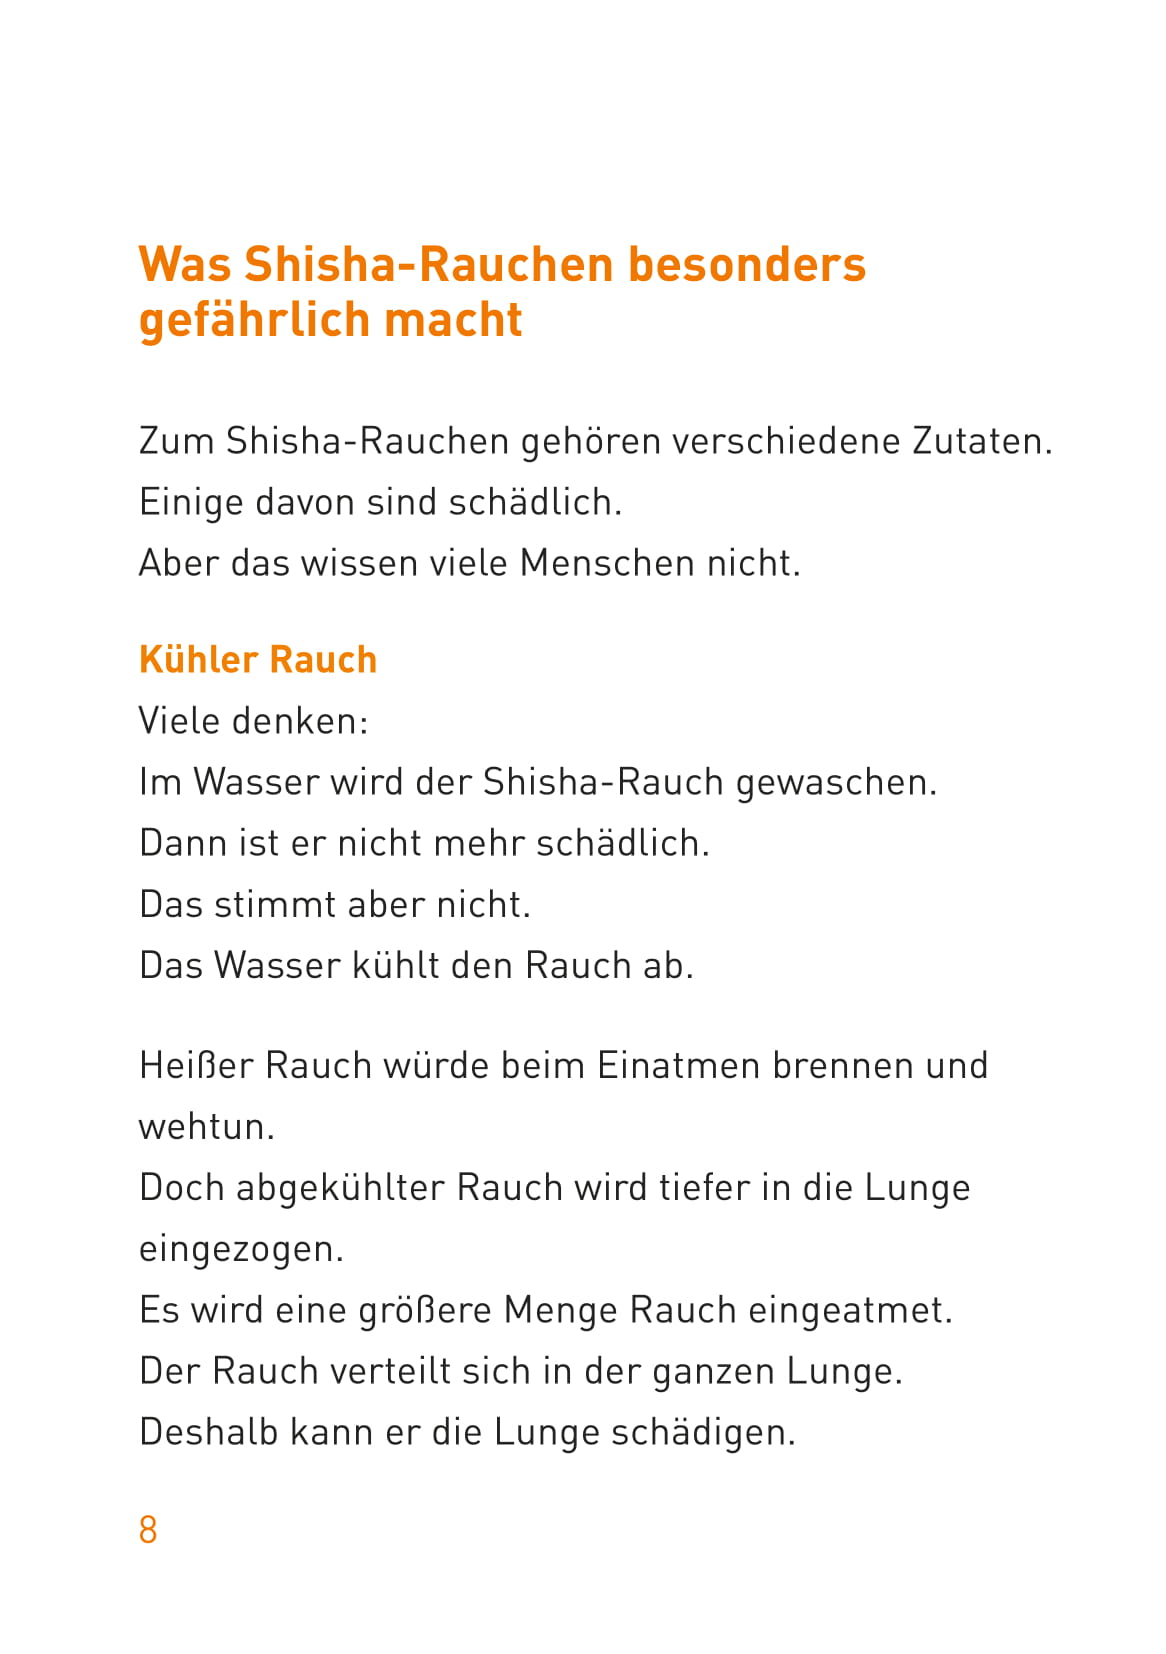 Was Shisha-Rauchen besonders
gefährlich macht
Zum Shisha-Rauchen gehören verschiedene Zutaten.
Einige davon sind schädlich.
Aber das wissen viele Menschen nicht.
Kühler Rauch
Viele denken:
Im Wasser wird der Shisha-Rauch gewaschen.
Dann ist er nicht mehr schädlich.
Das stimmt aber nicht.
Das Wasser kühlt den Rauch ab.
Heißer Rauch würde beim Einatmen brennen und
wehtun.
Doch abgekühlter Rauch wird tiefer in die Lunge
eingezogen.
Es wird eine größere Menge Rauch eingeatmet.
Der Rauch verteilt sich in der ganzen Lunge.
Deshalb kann er die Lunge schädigen.
8